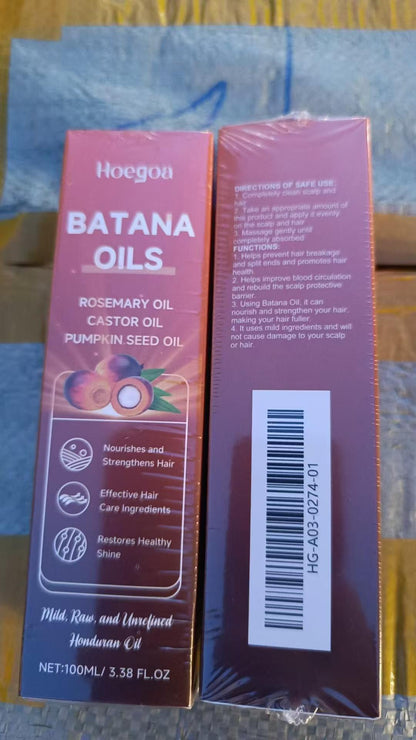 Hoegoa
BATANA
OILS
ROSEMARY OIL
CASTOR OIL
PUMPKIN SEED OIL
Nourishes and
Strengthens Hair
Effective Hair
Care Ingredients
Restores Healthy
Shine
Mild, Raw, and Unrefined
Honduran Oil
NET:100ML/ 3.38 FL.OZ
DIRECTIONS OF SAFE USE:
1. Completely clean scalp and
hair
2. Take an appropriate amount of
this product and apply it evenly
on the scalp and hair
3. Massage gently until
completely absorbed
FUNCTIONS:
1. Helps prevent hair breakage
and split ends and promotes hair
health.
2. Helps improve blood circulation
and rebuild the scalp protective
barrier.
3. Using Batana Oil, it can
nourish and strengthen your hair,
making your hair fuller.
4. It uses mild ingredients and will
not cause damage to your scalp
or hair.
HG-A03-0274-01